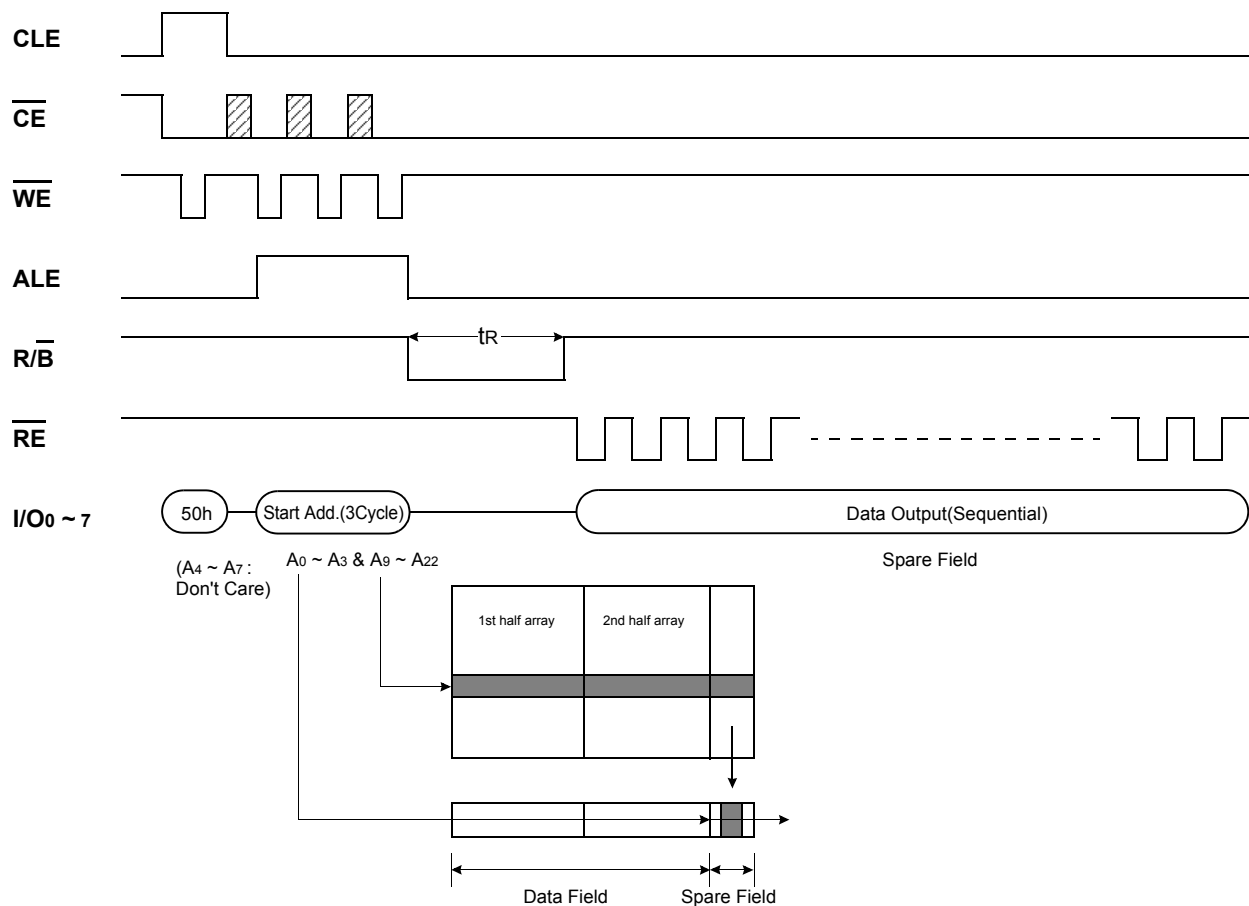 CLE
CE
WE
ALE
R/B
tR
RE
I/O0 ~ 7
50h
Start Add.(3Cycle)
Data Output(Sequential)
(A4 ~ A7 :
Don't Care)
A0 ~ A3 & A9 ~ A22
Spare Field
1st half array
2nd half array
Data Field
Spare Field